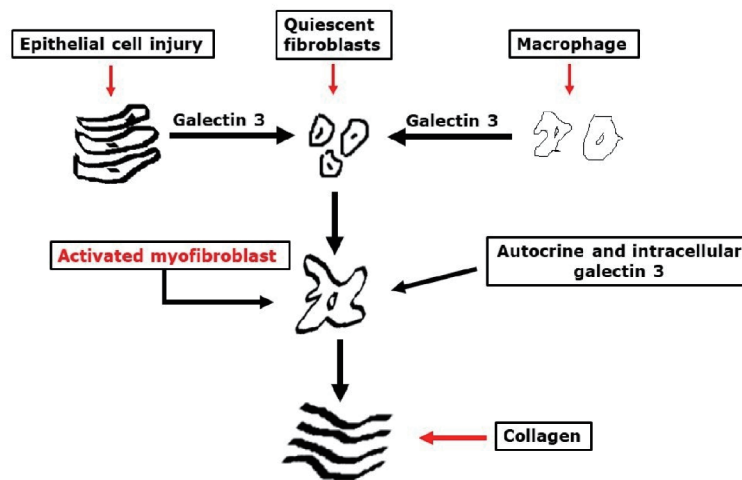 Epithelial cell injury
Quiescent
fibroblasts
Macrophage
Galectin 3
Galectin 3
Activated myofibroblast
Autocrine and intracellular
galectin 3
Collagen